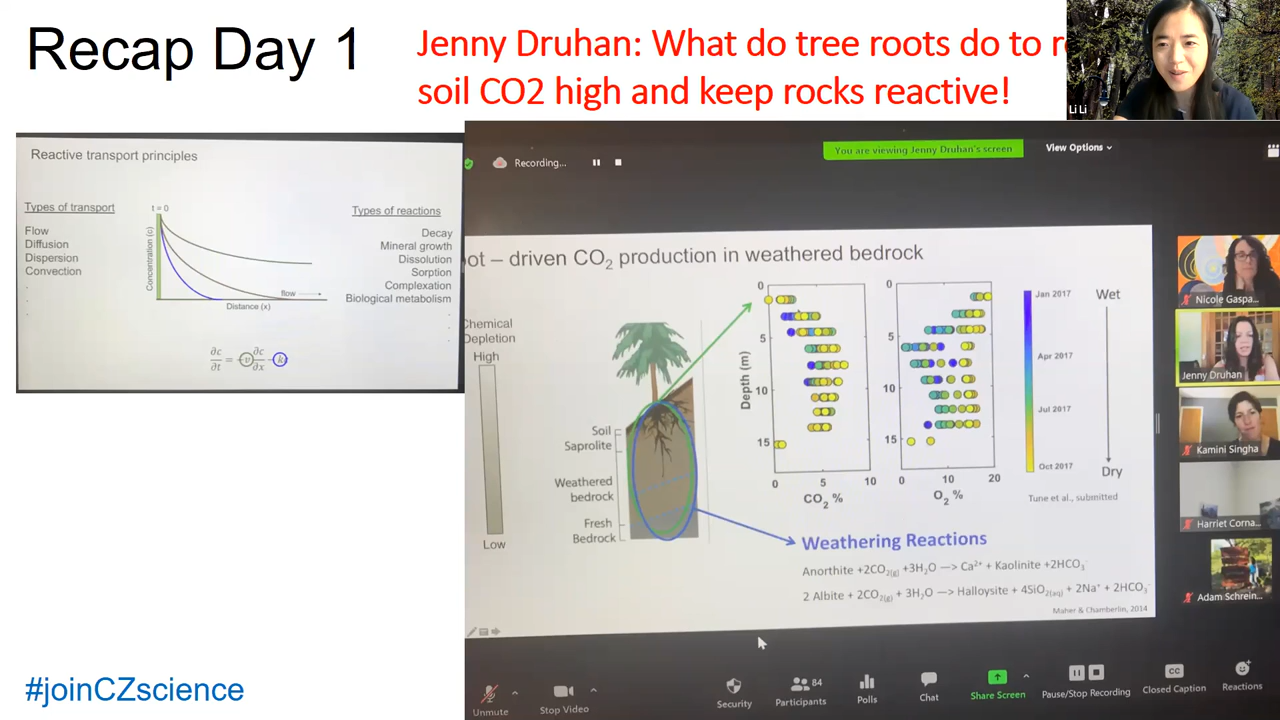 Recap Day 1
Jenny Druhan: What do tree roots do to
soil CO2 high and keep rocks reactive!
Li Li
Reactive transport principles
Types of transport
Flow
Diffusion
Dispersion
Convection
t = 0
Concentration (c)
flow
Distance (x)
Types of reactions
Decay
Mineral growth
Dissolution
Sorption
Complexation
Biological metabolism
∂c/∂t = -v ∂c/∂x - k
Recording...
You are viewing Jenny Druhan's screen
View Options
oot – driven CO₂ production in weathered bedrock
Chemical
Depletion
High
Low
Soil
Saprolite
Weathered
bedrock
Fresh
Bedrock
Depth (m)
0
5
10
15
0 5 10
CO₂ %
0
5
10
15
0 10 20
O₂ %
Jan 2017
Apr 2017
Jul 2017
Oct 2017
Wet
Dry
Tune et al., submitted
Weathering Reactions
Anorthite +2CO₂₍g₎ +3H₂O —> Ca²⁺ + Kaolinite +2HCO₃⁻
2 Albite + 2CO₂₍g₎ + 3H₂O —> Halloysite + 4SiO₂₍aq₎ + 2Na⁺ + 2HCO₃⁻
Maher & Chamberlin, 2014
Nicole Gaspa...
Jenny Druhan
Kamini Singha
Harriet Corna...
Adam Schrein...
#joinCZscience
Unmute
Stop Video
Security
84
Participants
Polls
Chat
Share Screen
Pause/Stop Recording
CC
Closed Caption
Reactions